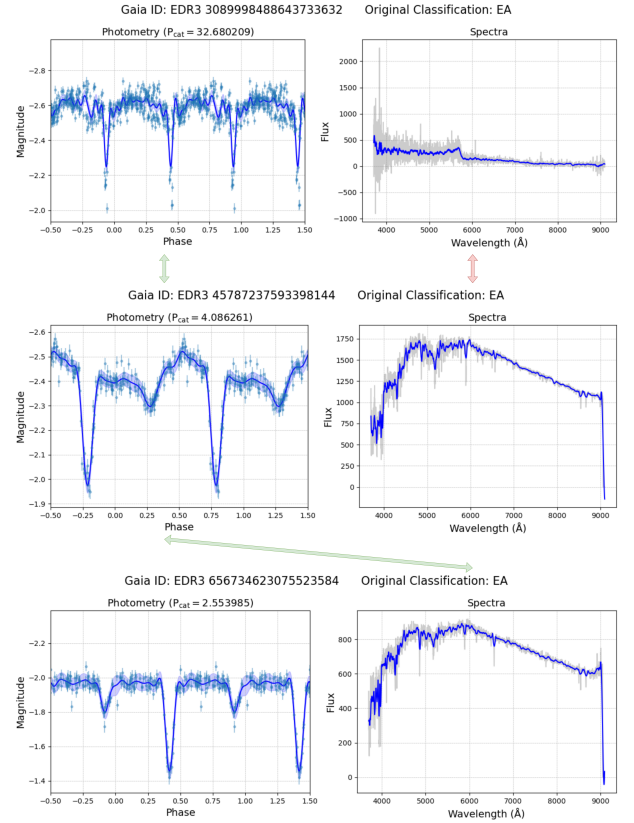 Gaia ID: EDR3 3089998488643733632 Original Classification: EA
Photometry (Pcat = 32.680209)
Spectra
Magnitude
−2.8
−2.6
−2.4
−2.2
−2.0
−0.50 −0.25 0.00 0.25 0.50 0.75 1.00 1.25 1.50
Phase
Flux
2000
1500
1000
500
0
−500
−1000
4000 5000 6000 7000 8000 9000
Wavelength (Å)
Gaia ID: EDR3 45787237593398144 Original Classification: EA
Photometry (Pcat = 4.086261)
Spectra
Magnitude
−2.6
−2.5
−2.4
−2.3
−2.2
−2.1
−2.0
−1.9
−0.50 −0.25 0.00 0.25 0.50 0.75 1.00 1.25 1.50
Phase
Flux
1750
1500
1250
1000
750
500
250
0
4000 5000 6000 7000 8000 9000
Wavelength (Å)
Gaia ID: EDR3 656734623075523584 Original Classification: EA
Photometry (Pcat = 2.553985)
Spectra
Magnitude
−2.2
−2.0
−1.8
−1.6
−1.4
−0.50 −0.25 0.00 0.25 0.50 0.75 1.00 1.25 1.50
Phase
Flux
800
600
400
200
0
4000 5000 6000 7000 8000 9000
Wavelength (Å)